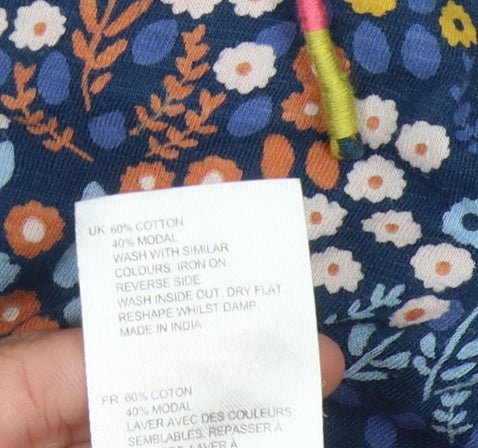 UK 60% COTTON
40% MODAL
WASH WITH SIMILAR
COLOURS. IRON ON
REVERSE SIDE.
WASH INSIDE OUT. DRY FLAT.
RESHAPE WHILST DAMP.
MADE IN INDIA
FR 60% COTON
40% MODAL
LAVER AVEC DES COULEURS
SEMBLABLES. REPASSER À